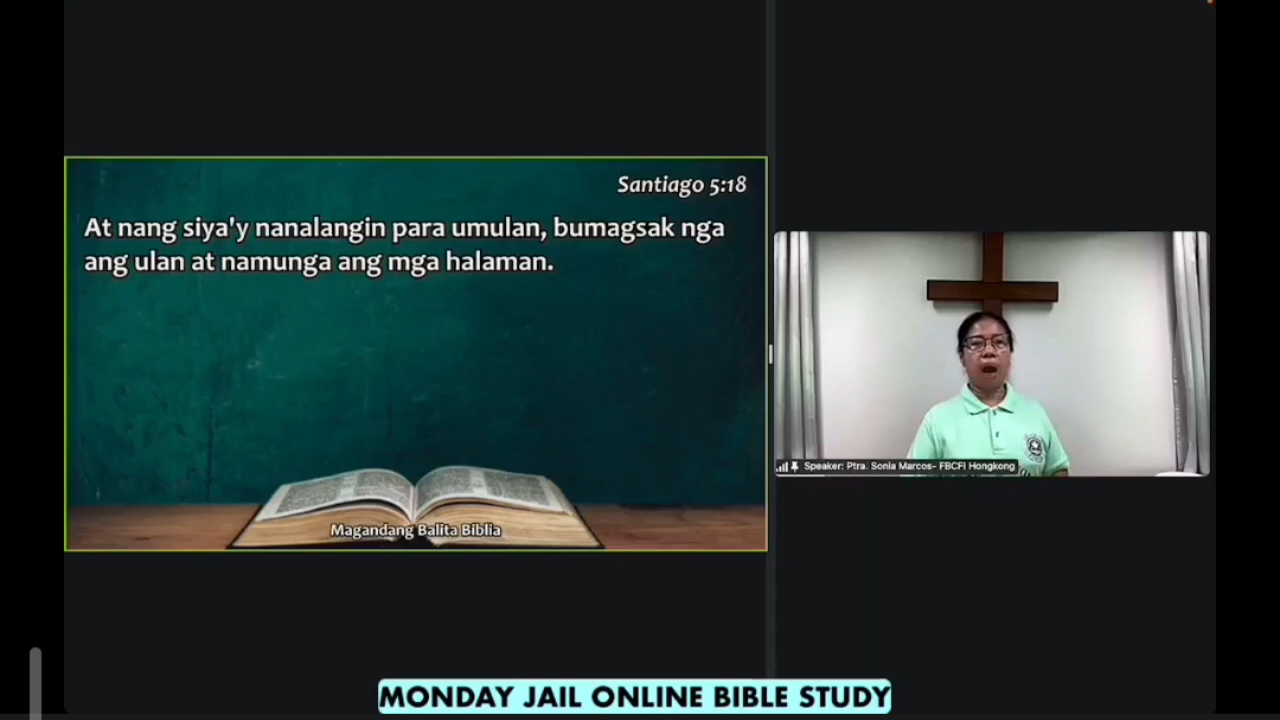 Santiago 5:18
At nang siya'y nanalangin para umulan, bumagsak nga
ang ulan at namunga ang mga halaman.
Magandang Balita Biblia
Speaker: Ptra. Sonia Marcos- FBCFI Hongkong
MONDAY JAIL ONLINE BIBLE STUDY